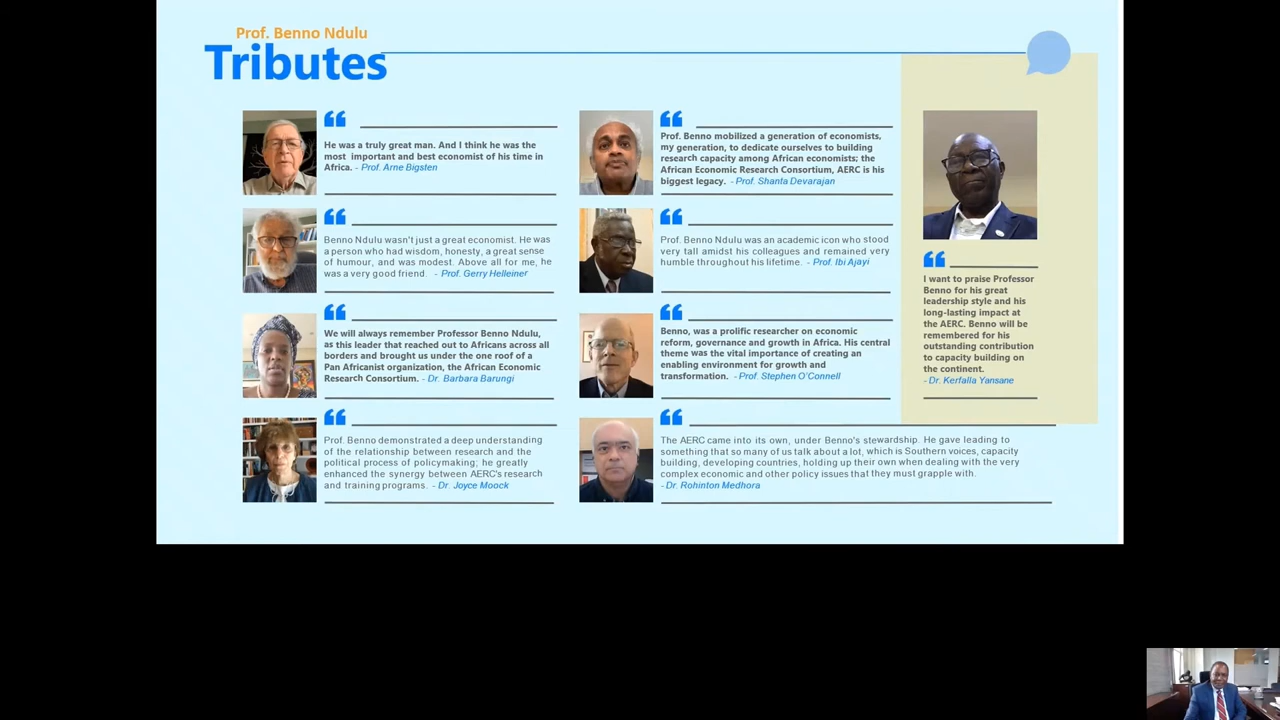 Prof. Benno Ndulu
Tributes
He was a truly great man. And I think he was the
most important and best economist of his time in
Africa. - Prof. Arne Bigsten
Benno Ndulu wasn't just a great economist. He was
a person who had wisdom, honesty, a great sense
of humour, and was modest. Above all for me, he
was a very good friend. - Prof. Gerry Helleiner
We will always remember Professor Benno Ndulu,
as this leader that reached out to Africans across all
borders and brought us under the one roof of a
Pan Africanist organization, the African Economic
Research Consortium. - Dr. Barbara Barungi
Prof. Benno demonstrated a deep understanding
of the relationship between research and the
political process of policymaking; he greatly
enhanced the synergy between AERC's research
and training programs. - Dr. Joyce Moock
Prof. Benno mobilized a generation of economists,
my generation, to dedicate ourselves to building
research capacity among African economists; the
African Economic Research Consortium, AERC is his
biggest legacy. - Prof. Shanta Devarajan
Prof. Benno Ndulu was an academic icon who stood
very tall amidst his colleagues and remained very
humble throughout his lifetime. - Prof. Ibi Ajayi
Benno, was a prolific researcher on economic
reform, governance and growth in Africa. His central
theme was the vital importance of creating an
enabling environment for growth and
transformation. - Prof. Stephen O'Connell
The AERC came into its own, under Benno's stewardship. He gave leading to
something that so many of us talk about a lot, which is Southern voices, capacity
building, developing countries, holding up their own when dealing with the very
complex economic and other policy issues that they must grapple with.
- Dr. Rohinton Medhora
I want to praise Professor
Benno for his great
leadership style and his
long-lasting impact at
the AERC. Benno will be
remembered for his
outstanding contribution
to capacity building on
the continent.
- Dr. Kerfalla Yansane